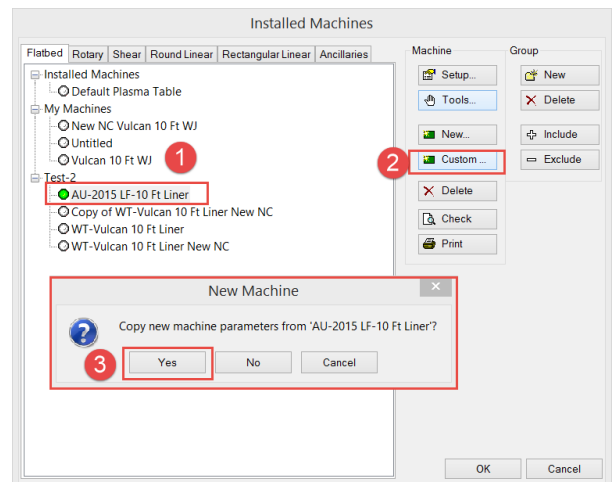 Installed Machines
Flatbed Rotary Shear Round Linear Rectangular Linear Ancillaries
Machine
Group
Installed Machines
Default Plasma Table
My Machines
New NC Vulcan 10 Ft WJ
Untitled
Vulcan 10 Ft WJ
1
Test-2
AU-2015 LF-10 Ft Liner
Copy of WT-Vulcan 10 Ft Liner New NC
WT-Vulcan 10 Ft Liner
WT-Vulcan 10 Ft Liner New NC
Setup...
Tools...
New...
2
Custom ...
Delete
Check
Print
New
Delete
Include
Exclude
New Machine
×
Copy new machine parameters from 'AU-2015 LF-10 Ft Liner'?
3
Yes No Cancel
OK Cancel